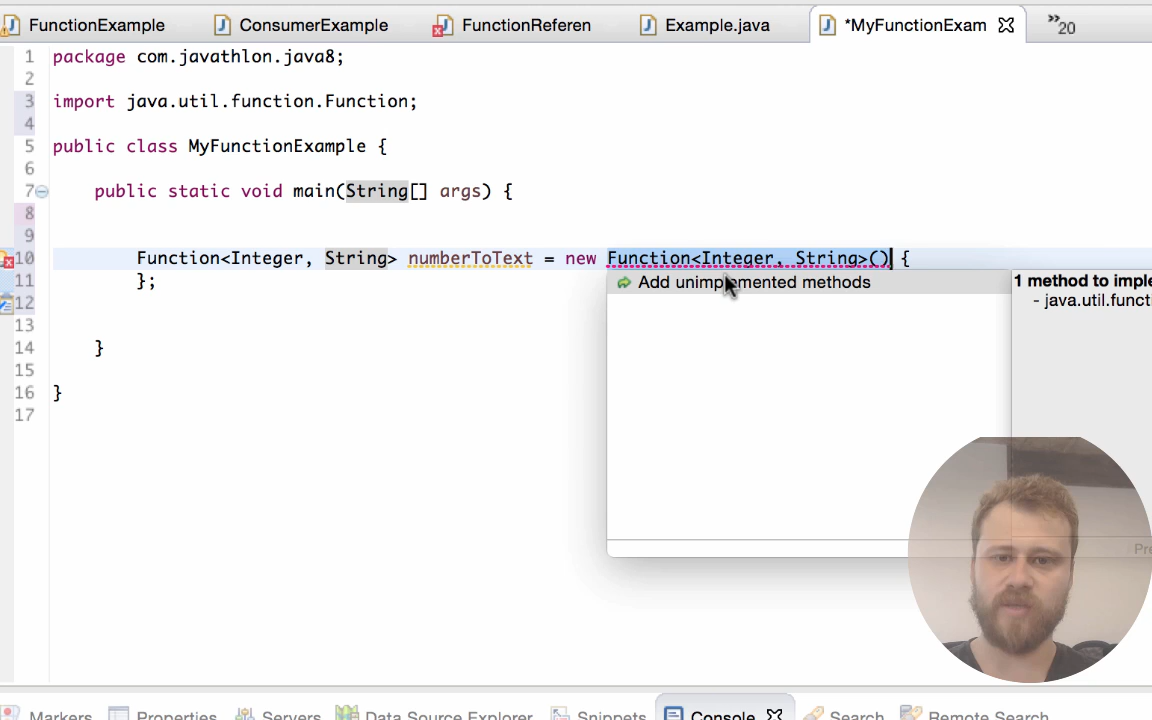 FunctionExample ConsumerExample FunctionReferen Example.java *MyFunctionExam »20
1 package com.javathlon.java8;
2
3 import java.util.function.Function;
4
5 public class MyFunctionExample {
6
7 public static void main(String[] args) {
8
9
10 Function<Integer, String> numberToText = new Function<Integer, String>() {
11 };
12
13
14 }
15
16 }
17
Add unimplemented methods
1 method to imple
- java.util.funct
Pre
Markers Properties Servers Data Source Explorer Snippets Console Search Remote Search